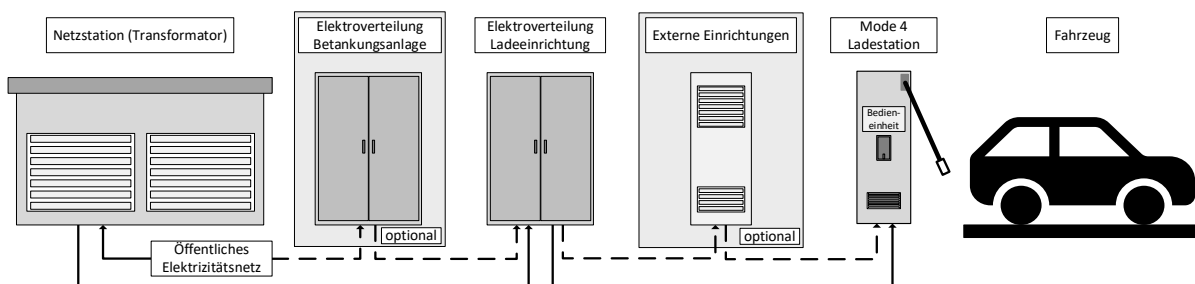 Netzstation (Transformator)
Elektroverteilung
Betankungsanlage
Elektroverteilung
Ladeeinrichtung
Externe Einrichtungen
Mode 4
Ladestation
Fahrzeug
Bedien-
einheit
optional
optional
Öffentliches
Elektrizitätsnetz